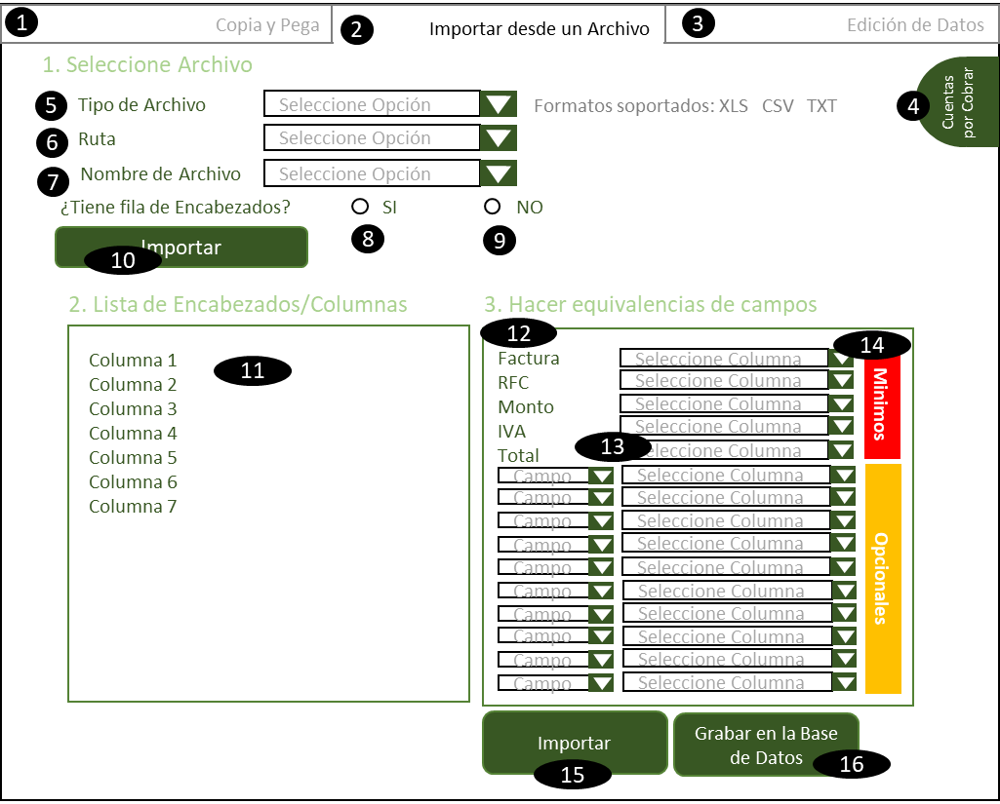 1 Copia y Pega 2 Importar desde un Archivo 3 Edición de Datos
1. Seleccione Archivo
4 Cuentas
por Cobrar
5 Tipo de Archivo Seleccione Opción Formatos soportados: XLS CSV TXT
6 Ruta Seleccione Opción
7 Nombre de Archivo Seleccione Opción
¿Tiene fila de Encabezados? SI NO
8 9
Importar
10
2. Lista de Encabezados/Columnas
Columna 1
Columna 2
Columna 3
Columna 4
Columna 5
Columna 6
Columna 7
11
3. Hacer equivalencias de campos
12 14
Factura Seleccione Columna
RFC Seleccione Columna
Monto Seleccione Columna
IVA Seleccione Columna
13
Total Seleccione Columna
Minimos
Campo Seleccione Columna
Campo Seleccione Columna
Campo Seleccione Columna
Campo Seleccione Columna
Campo Seleccione Columna
Campo Seleccione Columna
Campo Seleccione Columna
Campo Seleccione Columna
Campo Seleccione Columna
Campo Seleccione Columna
Opcionales
Importar
15
Grabar en la Base
de Datos
16